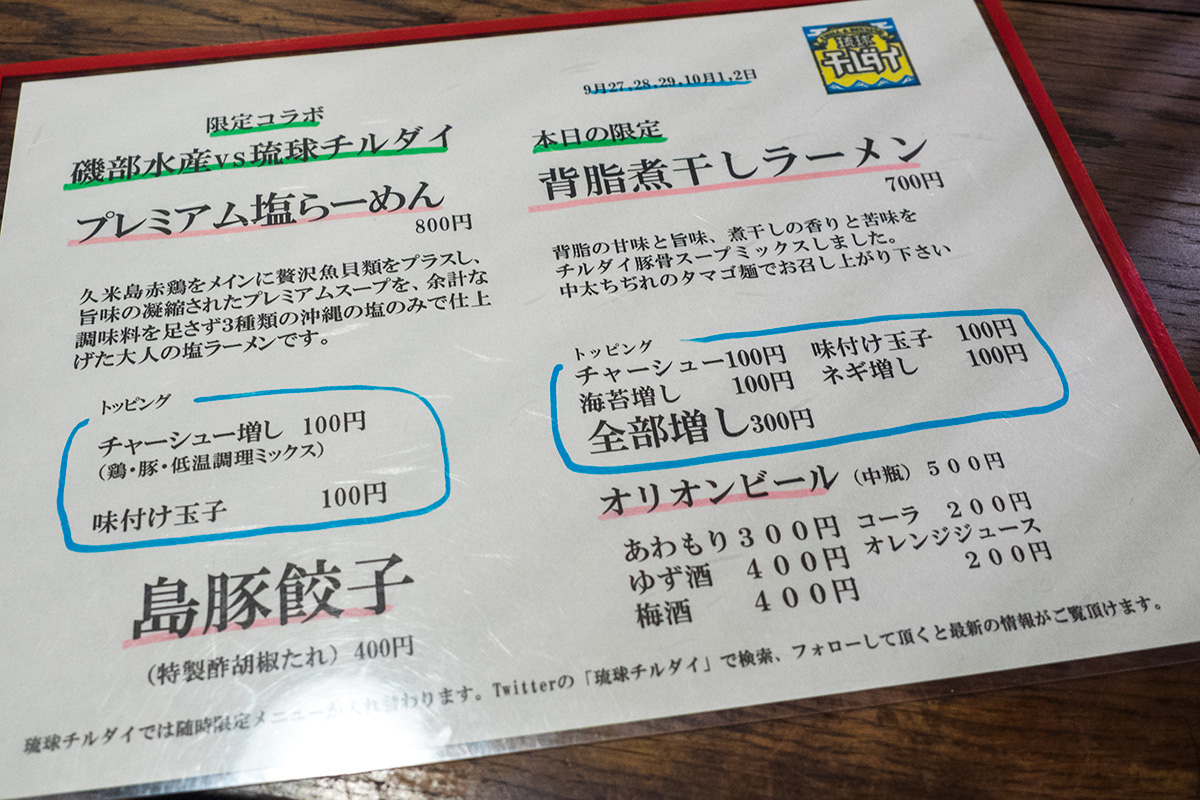 限定コラボ
磯部水産vs琉球チルダイ
プレミアム塩らーめん
800円
久米島赤鶏をメインに贅沢魚貝類をプラスし、
旨味の凝縮されたプレミアムスープを、余計な
調味料を足さず3種類の沖縄の塩のみで仕上
げた大人の塩ラーメンです。
トッピング
チャーシュー増し 100円
(鶏・豚・低温調理ミックス)
味付け玉子 100円
島豚餃子
(特製酢胡椒たれ) 400円
琉球
チルダイ
9月27,28,29,10月1,2日
本日の限定
背脂煮干しラーメン
700円
背脂の甘味と旨味、煮干しの香りと苦味を
チルダイ豚骨スープミックスしました。
中太ちぢれのタマゴ麺でお召し上がり下さい
トッピング
チャーシュー100円 味付け玉子 100円
海苔増し 100円 ネギ増し 100円
全部増し300円
オリオンビール (中瓶) 500円
あわもり300円 コーラ 200円
ゆず酒 400円 オレンジジュース
梅酒 400円 200円
琉球チルダイでは随時限定メニューが入れ替わります。Twitterの「琉球チルダイ」で検索、フォローして頂くと最新の情報がご覧頂けます。